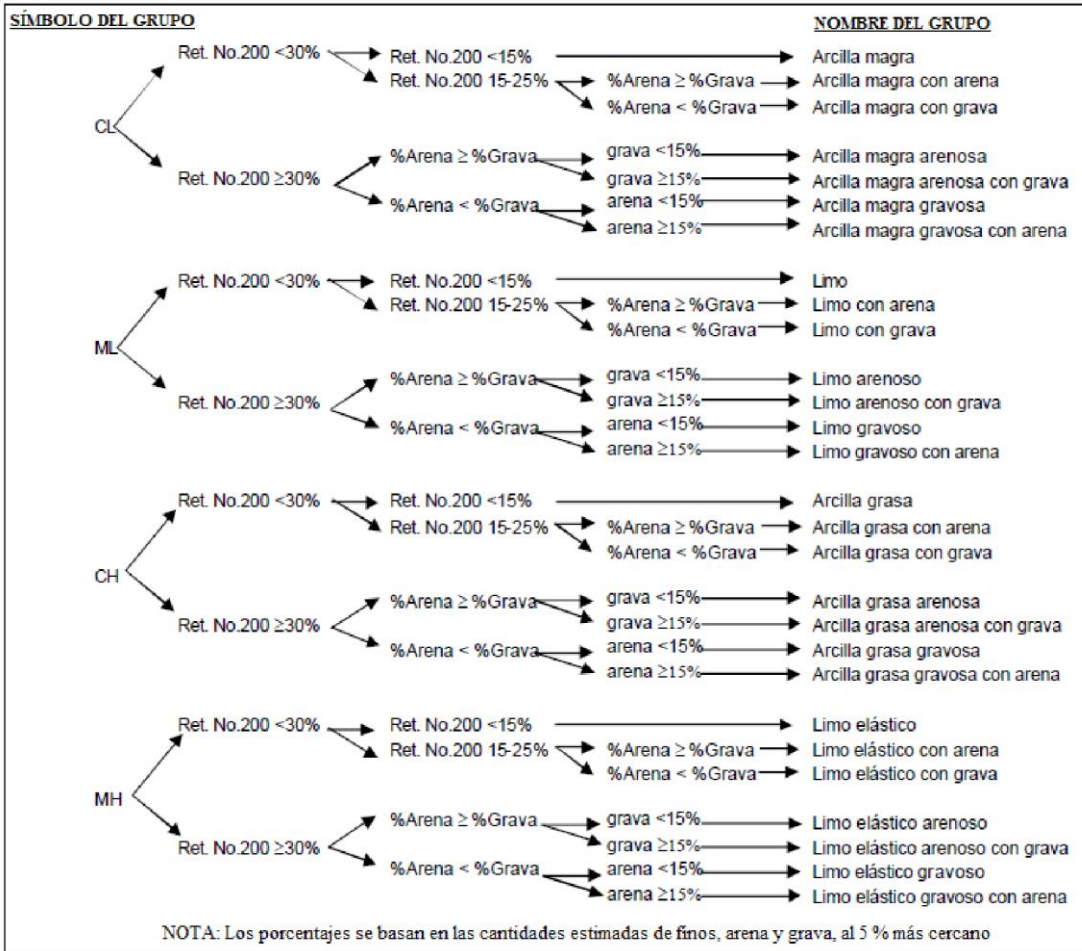 SÍMBOLO DEL GRUPO NOMBRE DEL GRUPO
Ret. No.200 <30% Ret. No.200 <15% Arcilla magra
Ret. No.200 15-25% %Arena ≥ %Grava Arcilla magra con arena
%Arena < %Grava Arcilla magra con grava
CL
%Arena ≥ %Grava grava <15% Arcilla magra arenosa
Ret. No.200 ≥30% grava ≥15% Arcilla magra arenosa con grava
%Arena < %Grava arena <15% Arcilla magra gravosa
arena ≥15% Arcilla magra gravosa con arena
Ret. No.200 <30% Ret. No.200 <15% Limo
Ret. No.200 15-25% %Arena ≥ %Grava Limo con arena
%Arena < %Grava Limo con grava
ML
%Arena ≥ %Grava grava <15% Limo arenoso
Ret. No.200 ≥30% grava ≥15% Limo arenoso con grava
%Arena < %Grava arena <15% Limo gravoso
arena ≥15% Limo gravoso con arena
Ret. No.200 <30% Ret. No.200 <15% Arcilla grasa
Ret. No.200 15-25% %Arena ≥ %Grava Arcilla grasa con arena
%Arena < %Grava Arcilla grasa con grava
CH
%Arena ≥ %Grava grava <15% Arcilla grasa arenosa
Ret. No.200 ≥30% grava ≥15% Arcilla grasa arenosa con grava
%Arena < %Grava arena <15% Arcilla grasa gravosa
arena ≥15% Arcilla grasa gravosa con arena
Ret. No.200 <30% Ret. No.200 <15% Limo elástico
Ret. No.200 15-25% %Arena ≥ %Grava Limo elástico con arena
%Arena < %Grava Limo elástico con grava
MH
%Arena ≥ %Grava grava <15% Limo elástico arenoso
Ret. No.200 ≥30% grava ≥15% Limo elástico arenoso con grava
%Arena < %Grava arena <15% Limo elástico gravoso
arena ≥15% Limo elástico gravoso con arena
NOTA: Los porcentajes se basan en las cantidades estimadas de finos, arena y grava, al 5 % más cercano